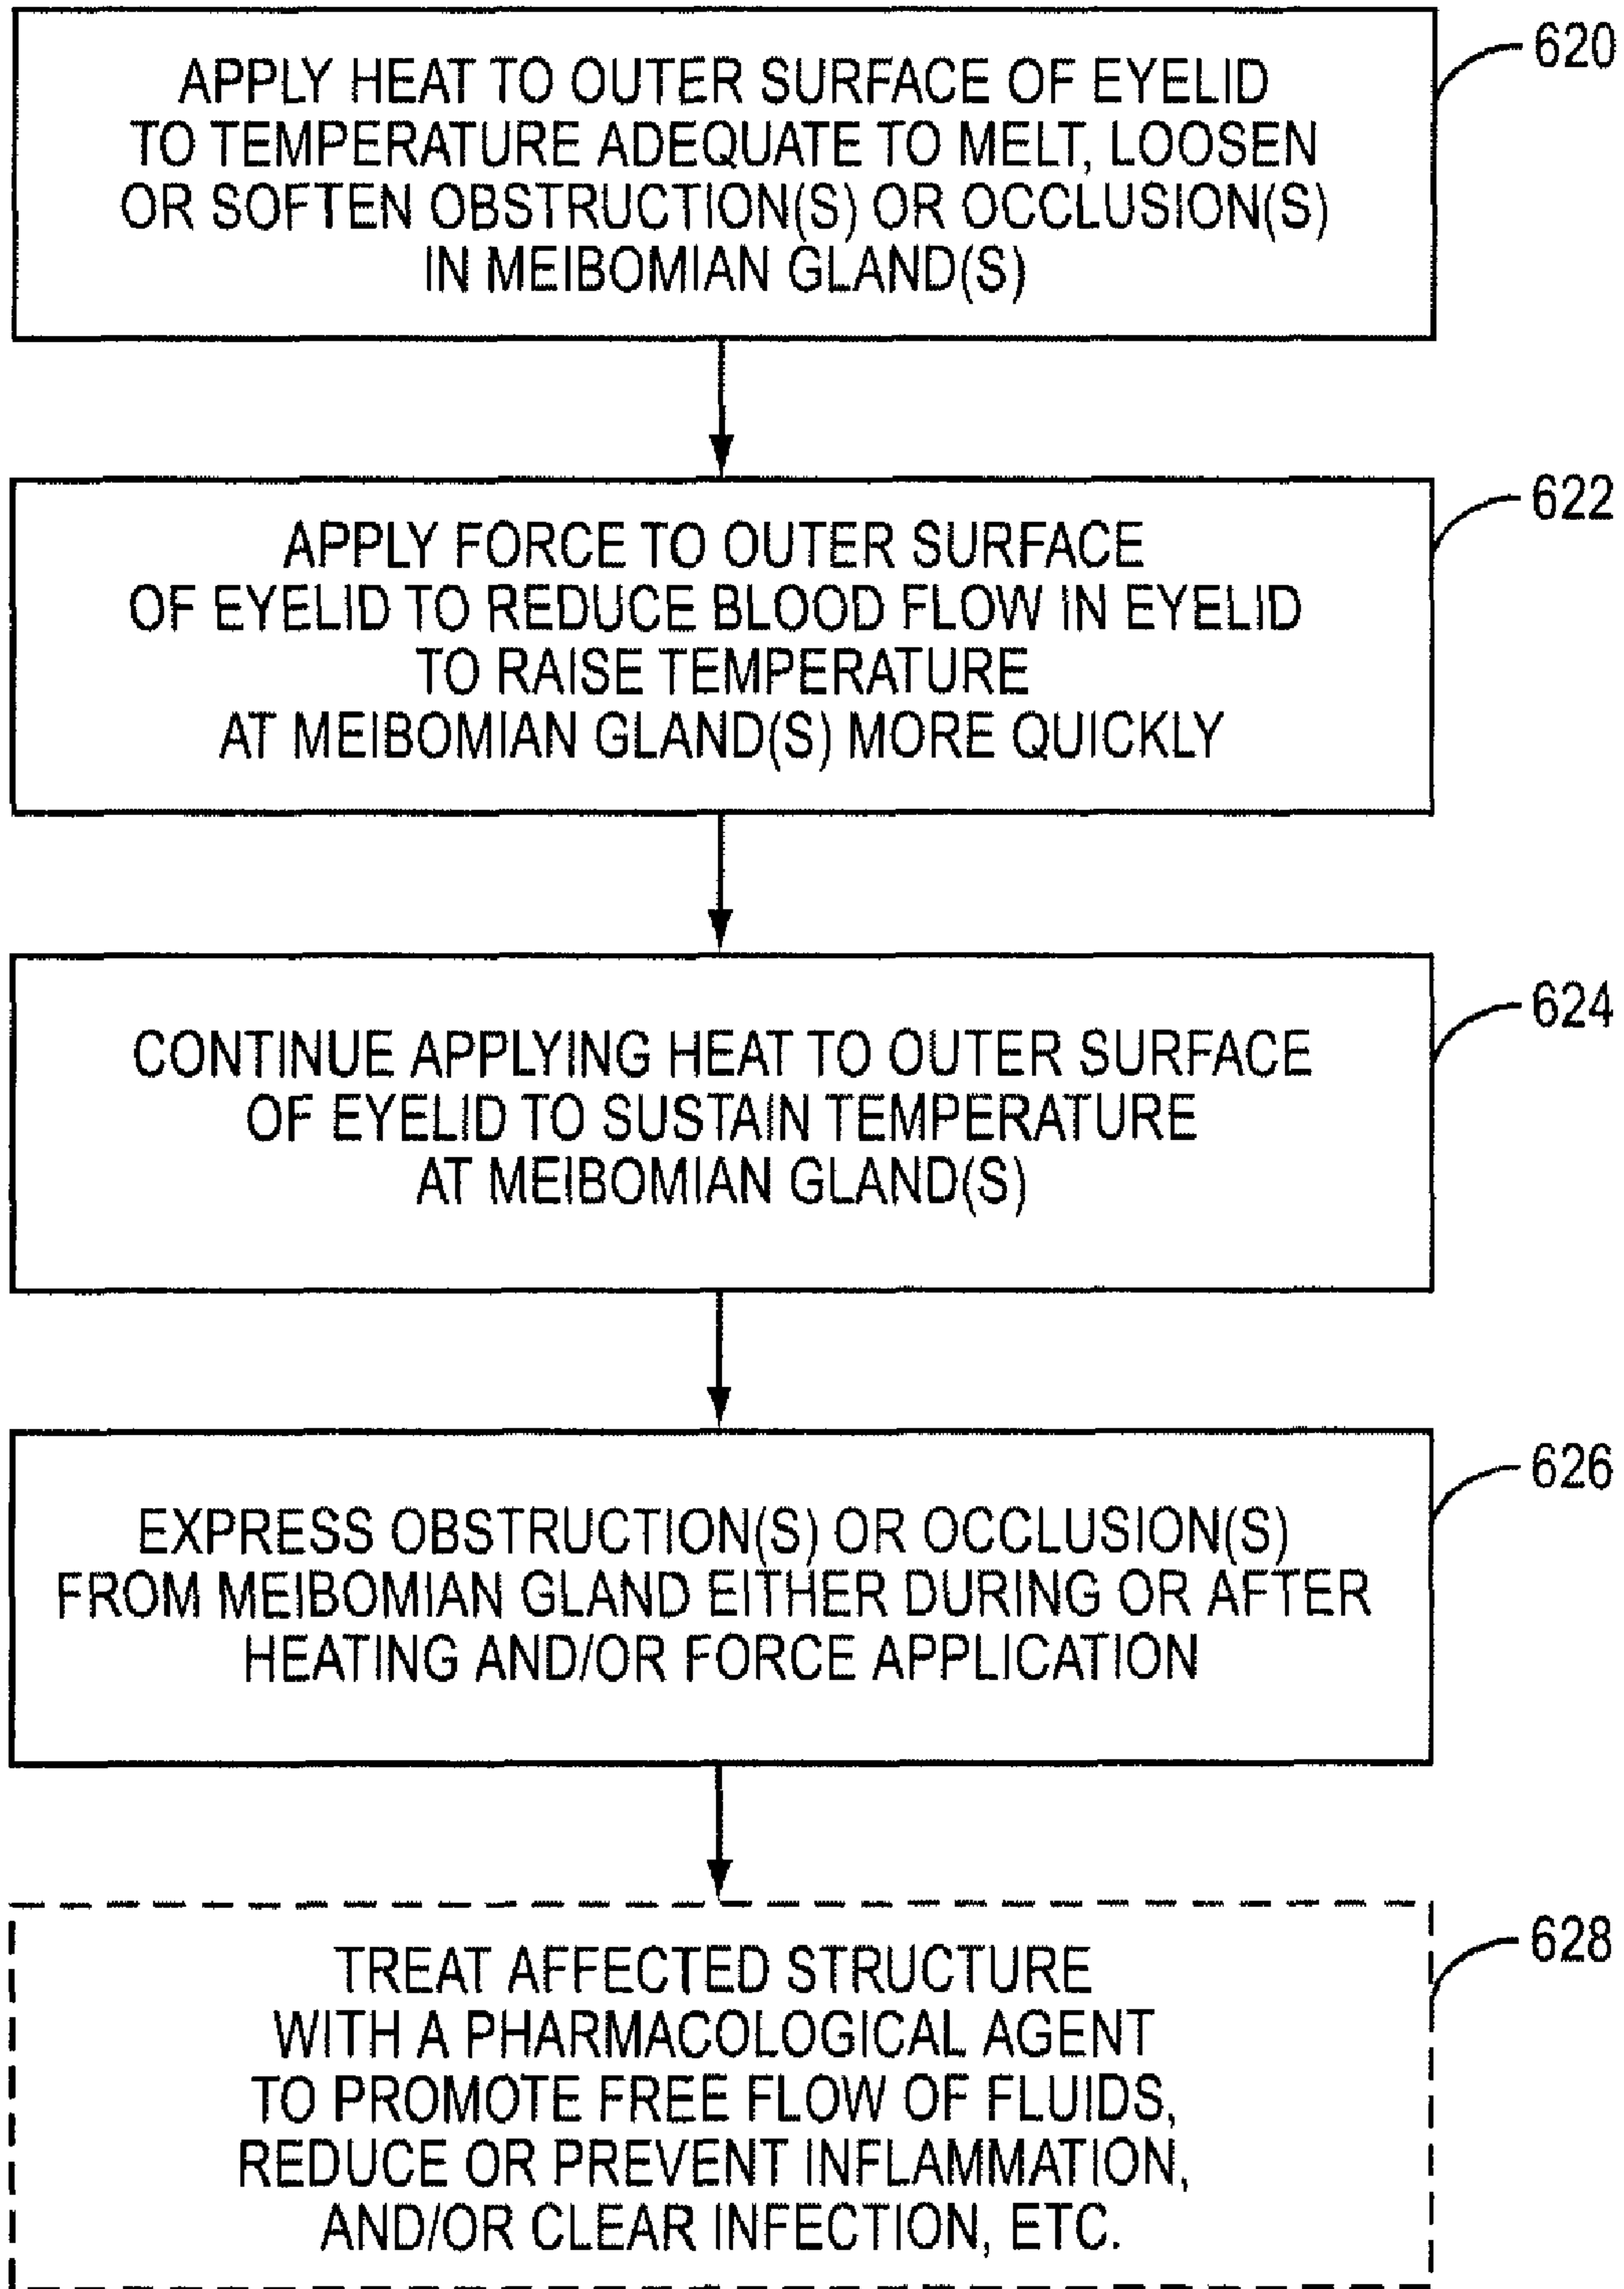 620
APPLY HEAT TO OUTER SURFACE OF EYELID
TO TEMPERATURE ADEQUATE TO MELT, LOOSEN
OR SOFTEN OBSTRUCTION(S) OR OCCLUSION(S)
IN MEIBOMIAN GLAND(S)
622
APPLY FORCE TO OUTER SURFACE
OF EYELID TO REDUCE BLOOD FLOW IN EYELID
TO RAISE TEMPERATURE
AT MEIBOMIAN GLAND(S) MORE QUICKLY
624
CONTINUE APPLYING HEAT TO OUTER SURFACE
OF EYELID TO SUSTAIN TEMPERATURE
AT MEIBOMIAN GLAND(S)
626
EXPRESS OBSTRUCTION(S) OR OCCLUSION(S)
FROM MEIBOMIAN GLAND EITHER DURING OR AFTER
HEATING AND/OR FORCE APPLICATION
628
TREAT AFFECTED STRUCTURE
WITH A PHARMACOLOGICAL AGENT
TO PROMOTE FREE FLOW OF FLUIDS,
REDUCE OR PREVENT INFLAMMATION,
AND/OR CLEAR INFECTION, ETC.